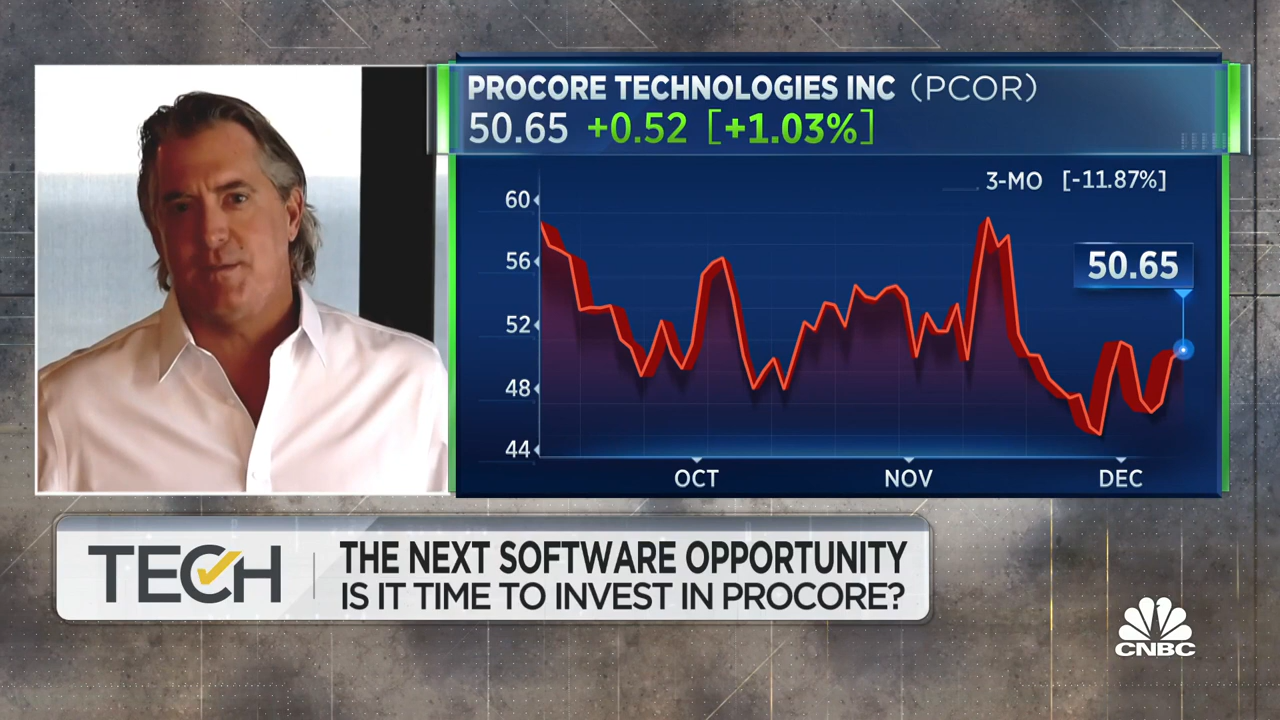 PROCORE TECHNOLOGIES INC (PCOR)
50.65 +0.52 [+1.03%]
3-MO [-11.87%]
60
56
52
48
44
50.65
OCT NOV DEC
TECH
THE NEXT SOFTWARE OPPORTUNITY
IS IT TIME TO INVEST IN PROCORE?
CNBC